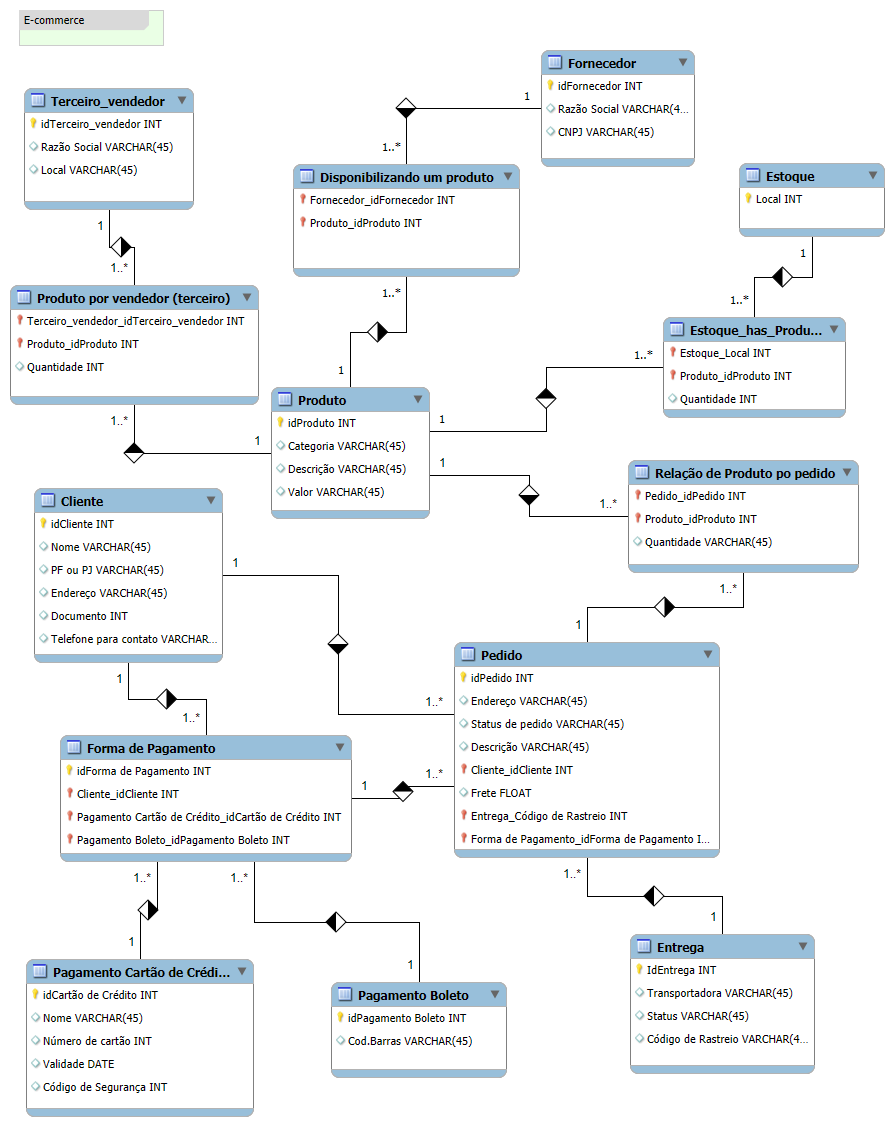 E-commerce
Fornecedor
idFornecedor INT
Razão Social VARCHAR(4...
CNPJ VARCHAR(45)
1
1..*
Terceiro_vendedor
idTerceiro_vendedor INT
Razão Social VARCHAR(45)
Local VARCHAR(45)
1
1..*
Disponibilizando um produto
Fornecedor_idFornecedor INT
Produto_idProduto INT
1..*
1
Estoque
Local INT
1
1..*
Produto por vendedor (terceiro)
Terceiro_vendedor_idTerceiro_vendedor INT
Produto_idProduto INT
Quantidade INT
1..*
1
Estoque_has_Produ...
Estoque_Local INT
Produto_idProduto INT
Quantidade INT
1..*
1
Produto
idProduto INT
Categoria VARCHAR(45)
Descrição VARCHAR(45)
Valor VARCHAR(45)
1
1..*
Relação de Produto po pedido
Pedido_idPedido INT
Produto_idProduto INT
Quantidade VARCHAR(45)
1..*
1
Cliente
idCliente INT
Nome VARCHAR(45)
PF ou PJ VARCHAR(45)
Endereço VARCHAR(45)
Documento INT
Telefone para contato VARCHAR...
1
1..*
1
1..*
Pedido
idPedido INT
Endereço VARCHAR(45)
Status de pedido VARCHAR(45)
Descrição VARCHAR(45)
Cliente_idCliente INT
Frete FLOAT
Entrega_Código de Rastreio INT
Forma de Pagamento_idForma de Pagamento I...
Forma de Pagamento
idForma de Pagamento INT
Cliente_idCliente INT
Pagamento Cartão de Crédito_idCartão de Crédito INT
Pagamento Boleto_idPagamento Boleto INT
1
1..*
1..*
1
1..*
1
1..*
1
Pagamento Cartão de Crédi...
idCartão de Crédito INT
Nome VARCHAR(45)
Número de cartão INT
Validade DATE
Código de Segurança INT
Pagamento Boleto
idPagamento Boleto INT
Cod.Barras VARCHAR(45)
Entrega
IdEntrega INT
Transportadora VARCHAR(45)
Status VARCHAR(45)
Código de Rastreio VARCHAR(4...